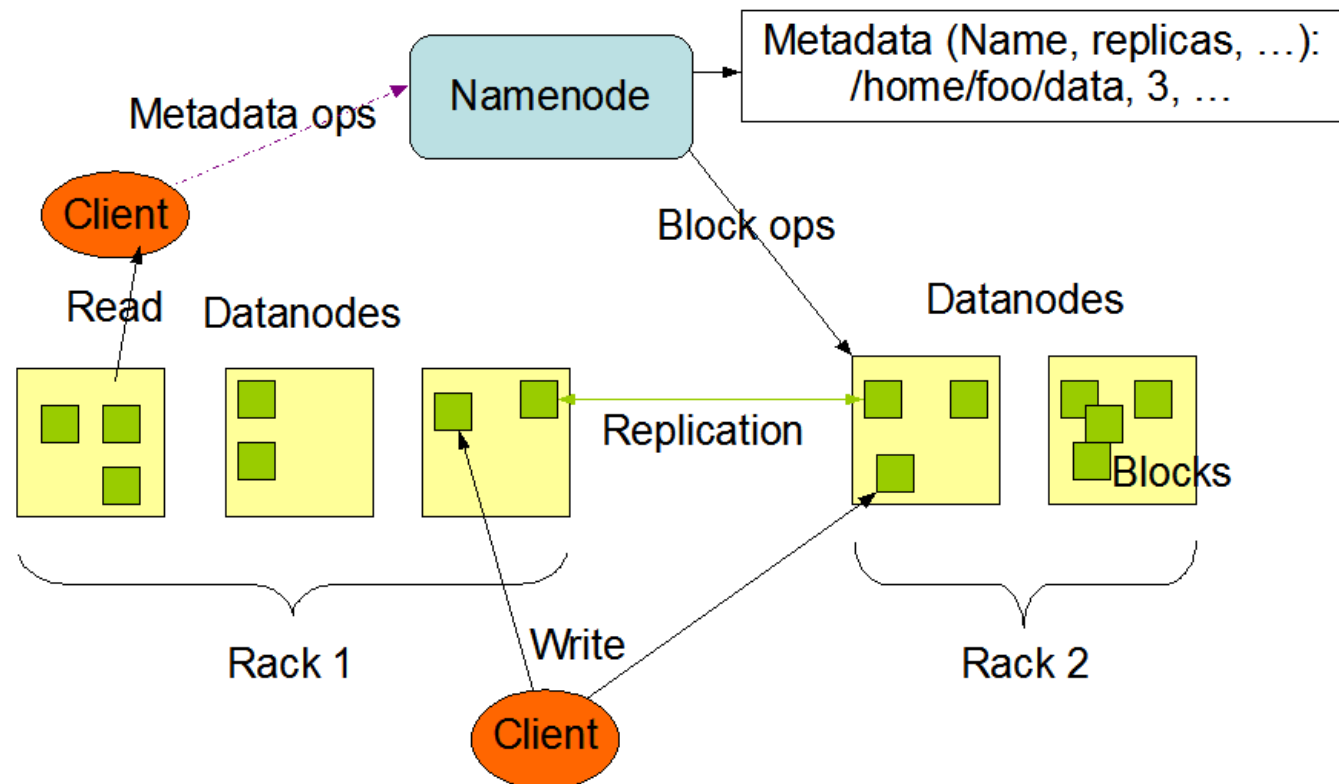 Metadata (Name, replicas, …):
/home/foo/data, 3, …
Namenode
Metadata ops
Client
Block ops
Read
Datanodes
Datanodes
Replication
Blocks
Rack 1
Write
Rack 2
Client